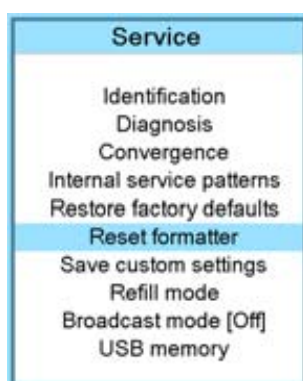 Service
Identification
Diagnosis
Convergence
Internal service patterns
Restore factory defaults
Reset formatter
Save custom settings
Refill mode
Broadcast mode [Off]
USB memory